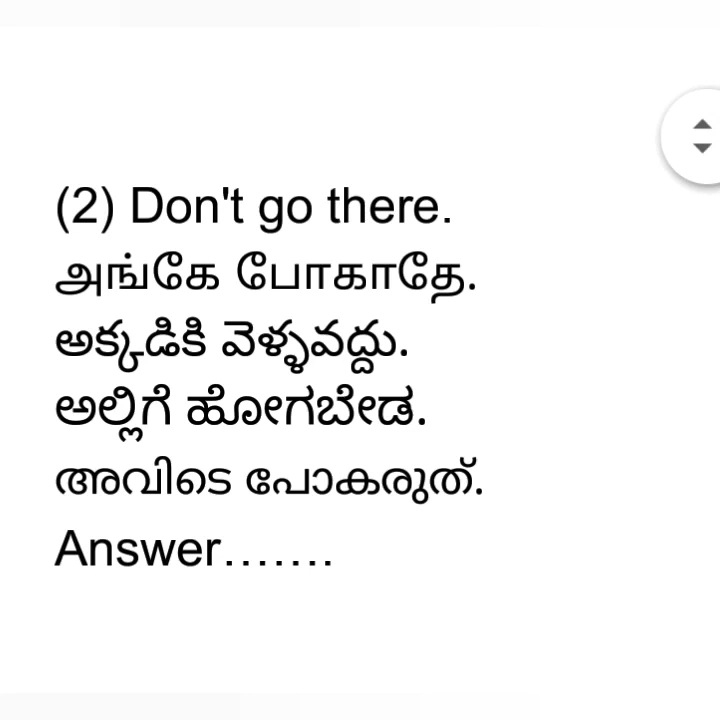 (2) Don't go there.
அங்கே போகாதே.
అక్కడికి వెళ్ళవద్దు.
ಅಲ್ಲಿಗೆ ಹೋಗಬೇಡ.
അവിടെ പോകരുത്.
Answer.......